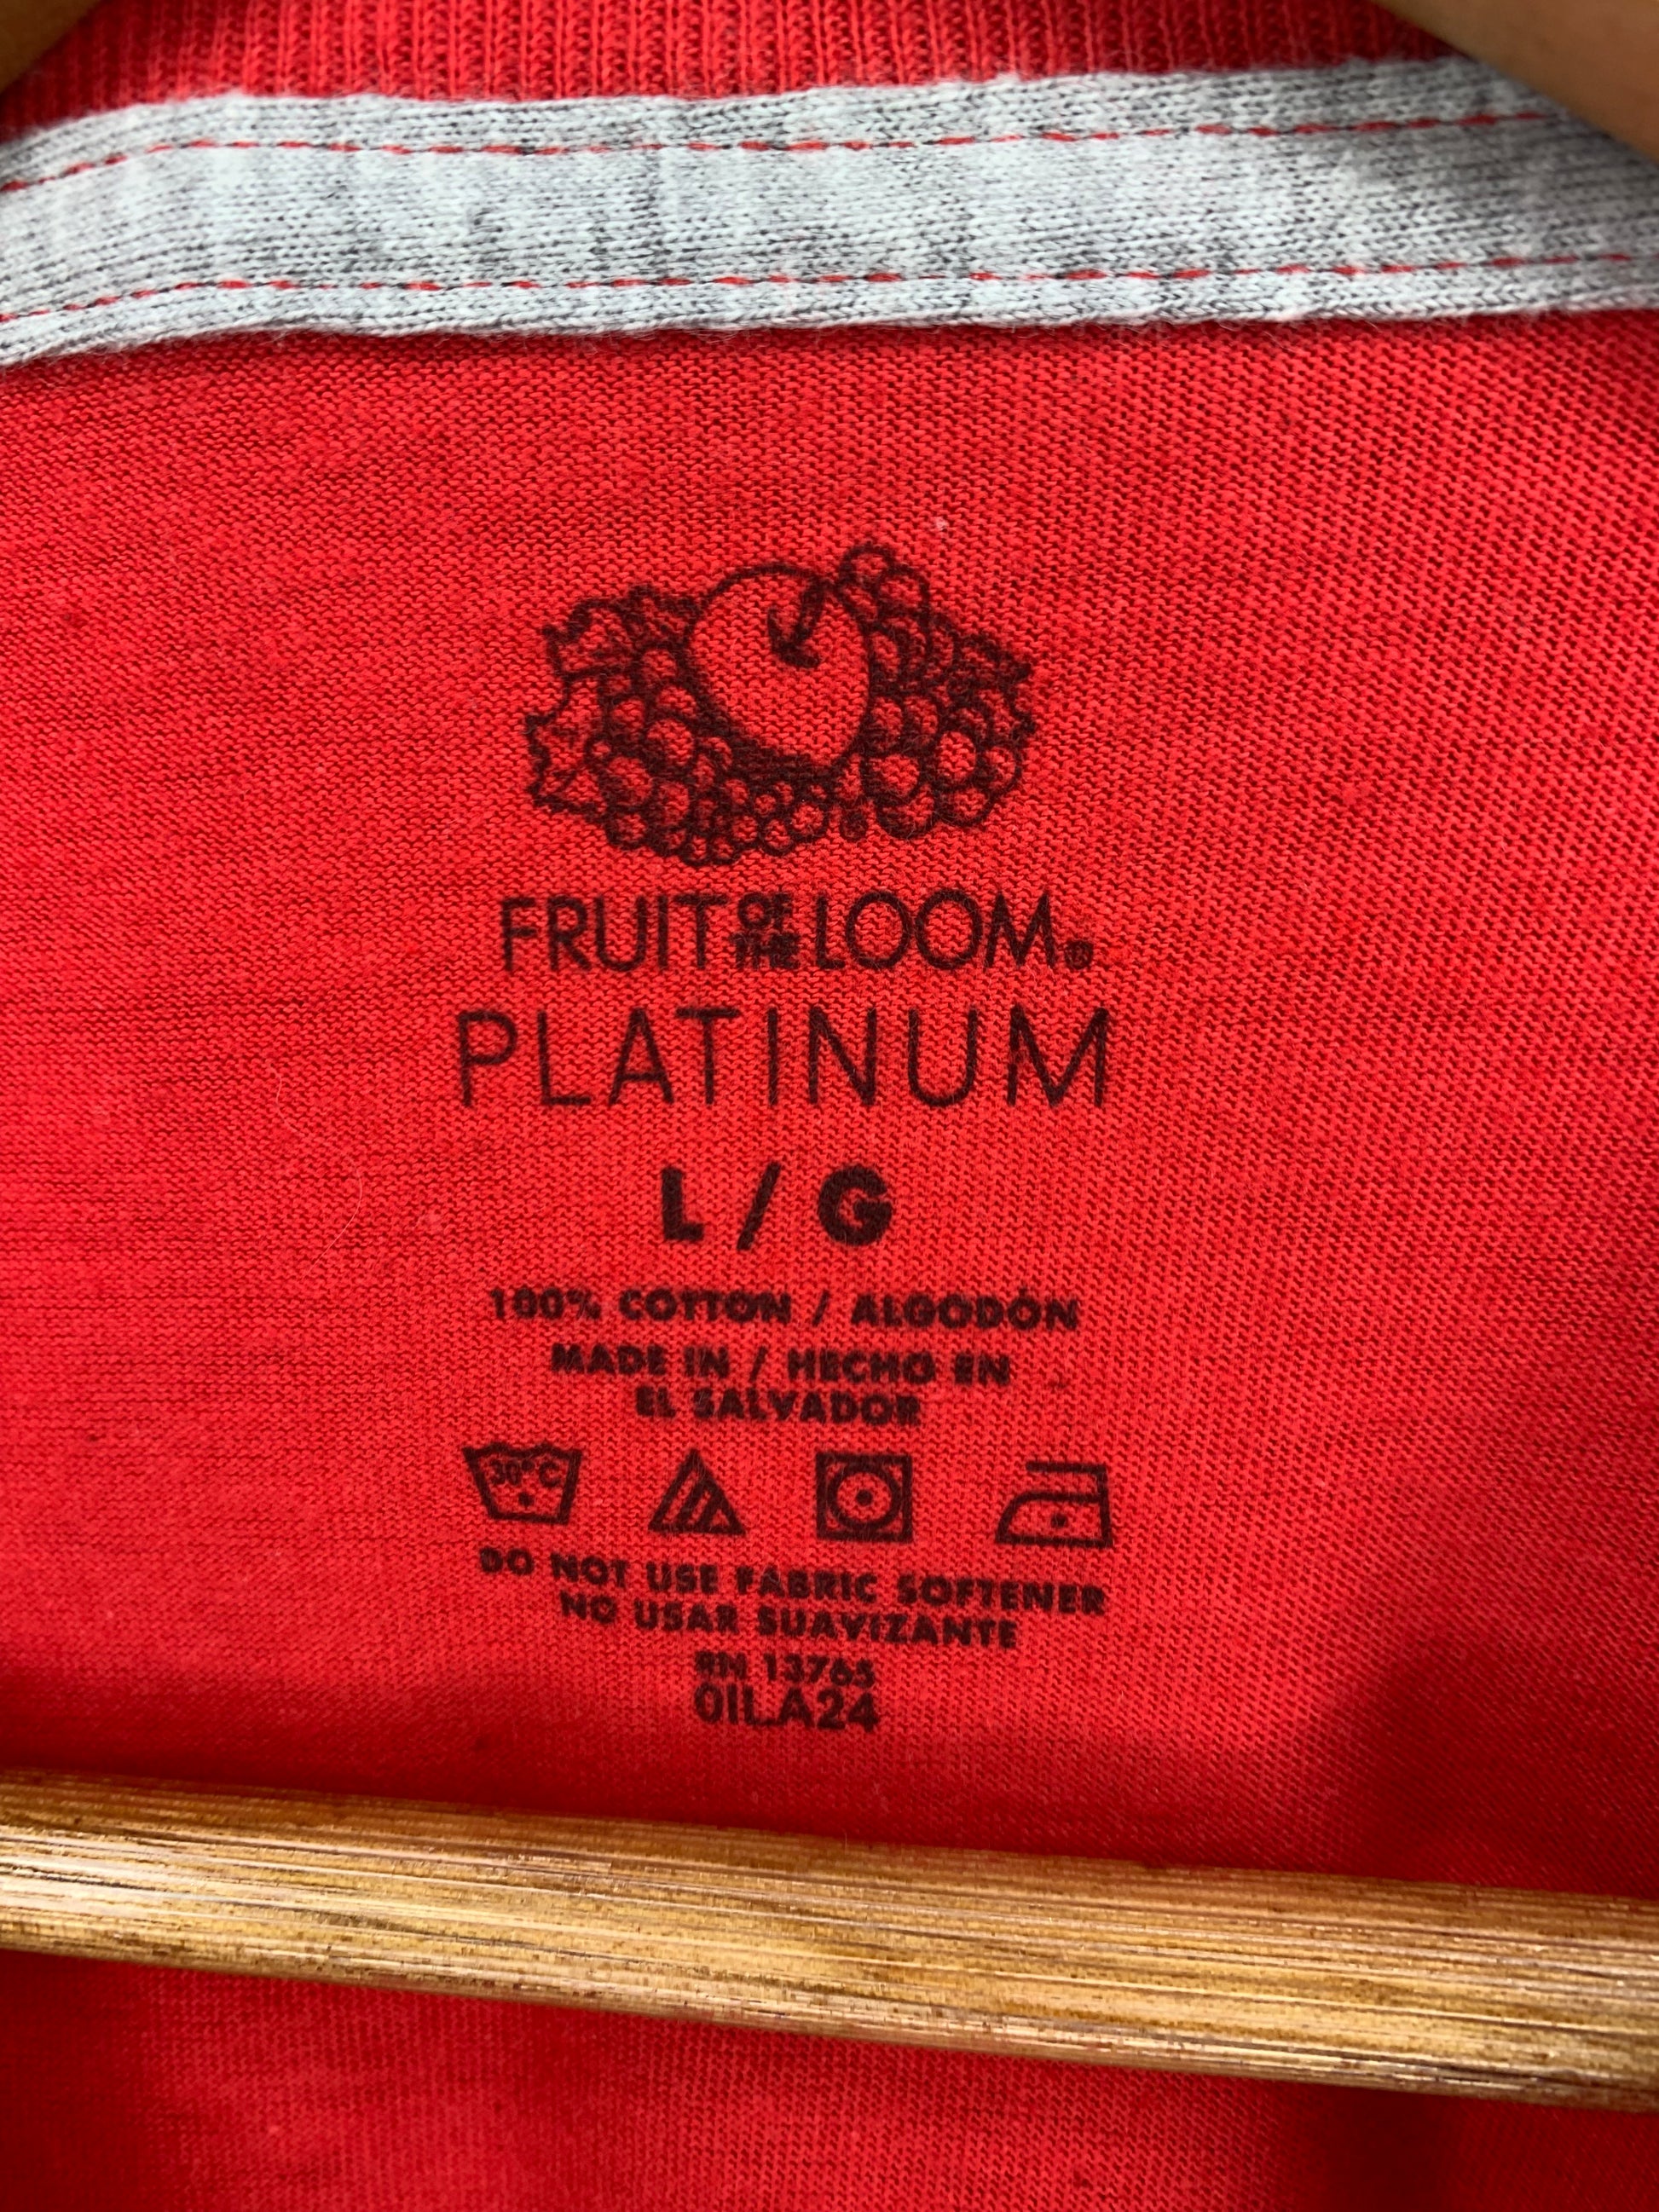 FRUIT OF THE LOOM®
PLATINUM
L / G
100% COTTON / ALGODÓN
MADE IN / HECHO EN
EL SALVADOR
30°C
DO NOT USE FABRIC SOFTENER
NO USAR SUAVIZANTE
RN 13765
0ILA24